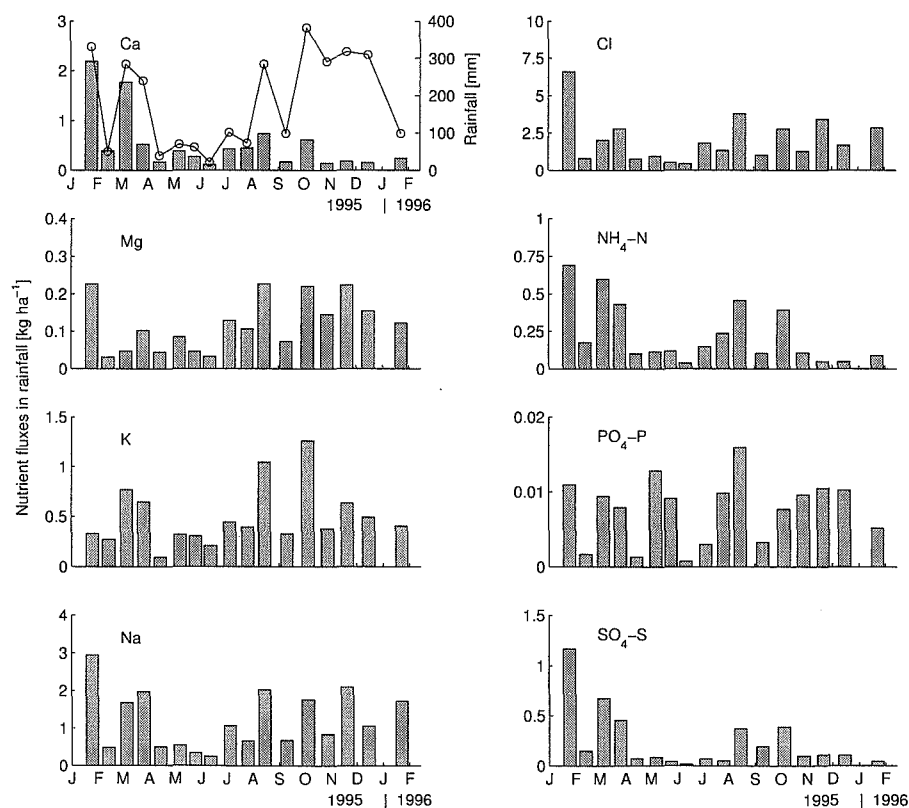 Nutrient fluxes in rainfall [kg ha⁻¹]
Ca
3
2
1
0
400
300
200
100
0
Rainfall [mm]
J F M A M J J A S O N D J F
1995 | 1996
Cl
10
7.5
5
2.5
0
Mg
0.4
0.3
0.2
0.1
0
NH₄–N
1
0.75
0.5
0.25
0
K
1.5
1
0.5
0
PO₄–P
0.02
0.01
0
Na
4
3
2
1
0
J F M A M J J A S O N D J F
1995 | 1996
SO₄–S
1.5
1
0.5
0
J F M A M J J A S O N D J F
1995 | 1996